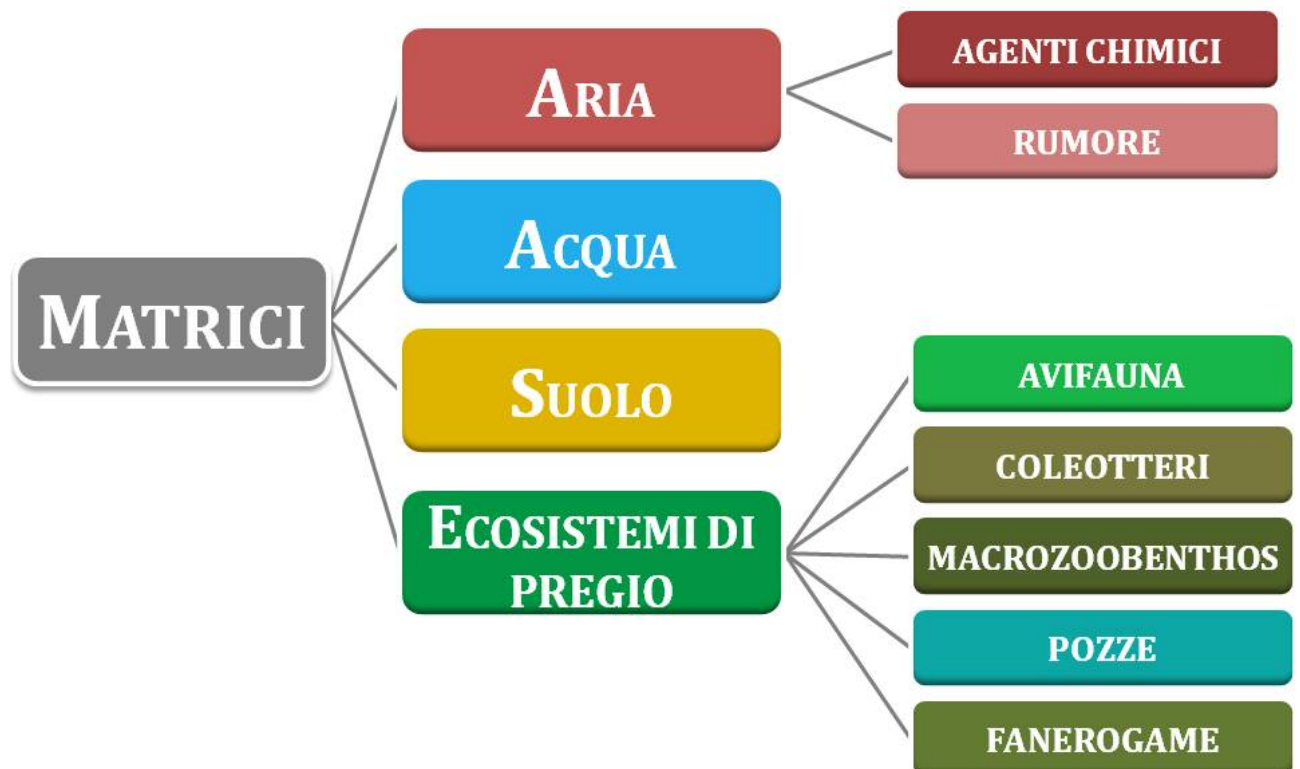 MATRICI
ARIA
AGENTI CHIMICI
RUMORE
ACQUA
SUOLO
ECOSISTEMI DI
PREGIO
AVIFAUNA
COLEOTTERI
MACROZOOBENTHOS
POZZE
FANEROGAME